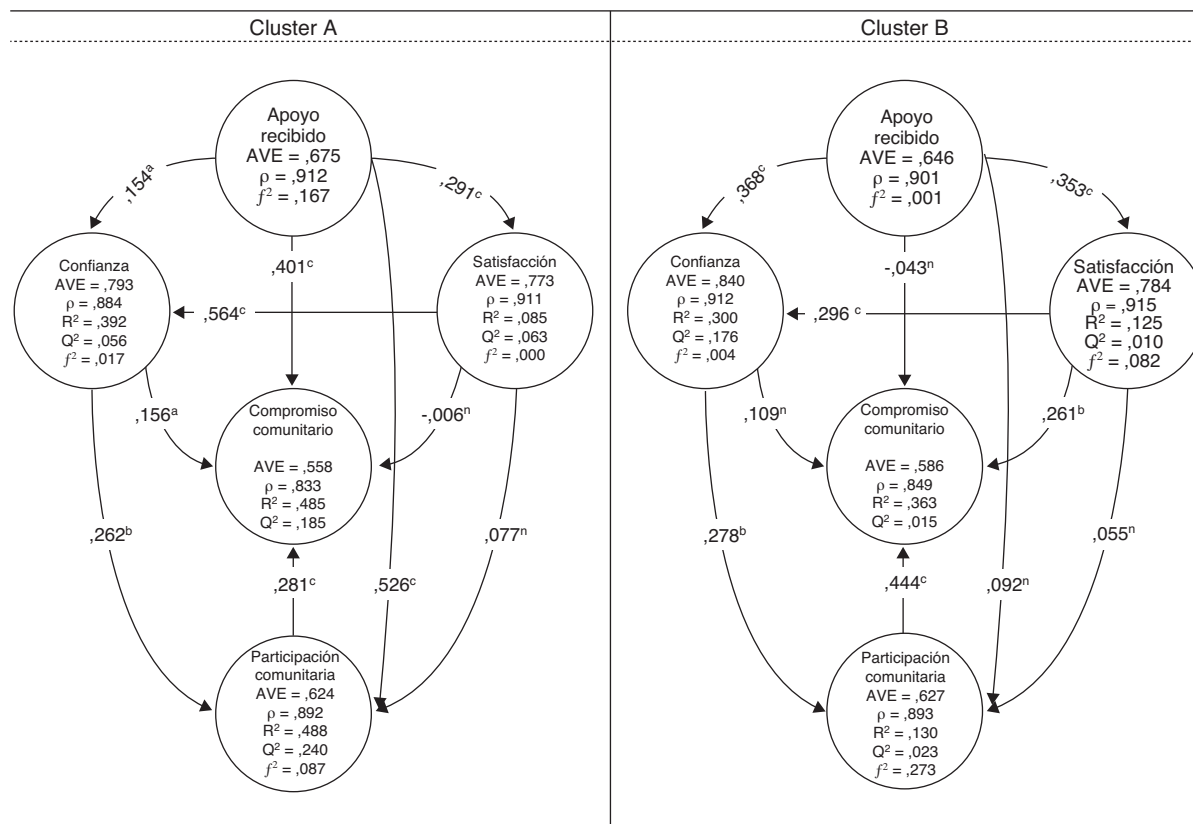 Cluster A
Apoyo
recibido
AVE = ,675
ρ = ,912
f² = ,167
,154ᵃ
,291ᶜ
,401ᶜ
Confianza
AVE = ,793
ρ = ,884
R² = ,392
Q² = ,056
f² = ,017
Satisfacción
AVE = ,773
ρ = ,911
R² = ,085
Q² = ,063
f² = ,000
,564ᶜ
,156ᵃ
-,006ⁿ
Compromiso
comunitario
AVE = ,558
ρ = ,833
R² = ,485
Q² = ,185
,262ᵇ
,077ⁿ
,281ᶜ
,526ᶜ
Participación
comunitaria
AVE = ,624
ρ = ,892
R² = ,488
Q² = ,240
f² = ,087
Cluster B
Apoyo
recibido
AVE = ,646
ρ = ,901
f² = ,001
,368ᶜ
,353ᶜ
-,043ⁿ
Confianza
AVE = ,840
ρ = ,912
R² = ,300
Q² = ,176
f² = ,004
Satisfacción
AVE = ,784
ρ = ,915
R² = ,125
Q² = ,010
f² = ,082
,296 ᶜ
,109ⁿ
,261ᵇ
Compromiso
comunitario
AVE = ,586
ρ = ,849
R² = ,363
Q² = ,015
,278ᵇ
,055ⁿ
,444ᶜ
,092ⁿ
Participación
comunitaria
AVE = ,627
ρ = ,893
R² = ,130
Q² = ,023
f² = ,273